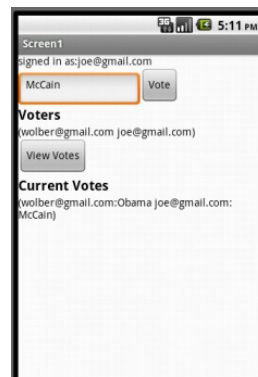 3G 5:11 PM
Screen1
signed in as:joe@gmail.com
McCain Vote
Voters
(wolber@gmail.com joe@gmail.com)
View Votes
Current Votes
(wolber@gmail.com:Obama joe@gmail.com:
McCain)